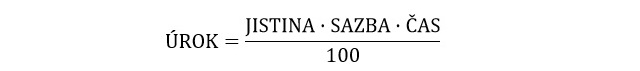 ÚROK = JISTINA · SAZBA · ČAS
100